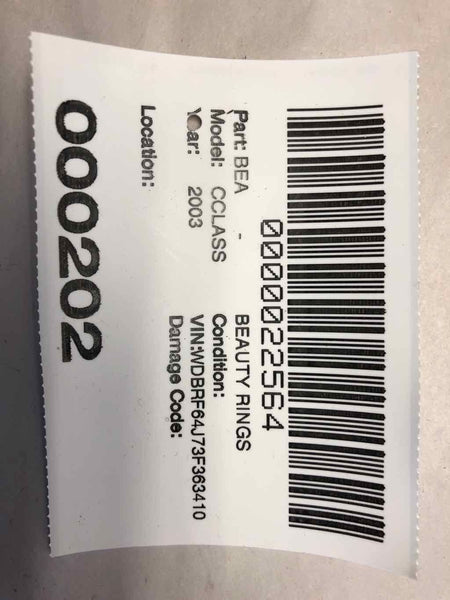 0000022564
Part: BEA - BEAUTY RINGS
Model: CCLASS Condition:
Year: 2003 VIN:WDBRF64J73F363410
Damage Code:
Location:
000202